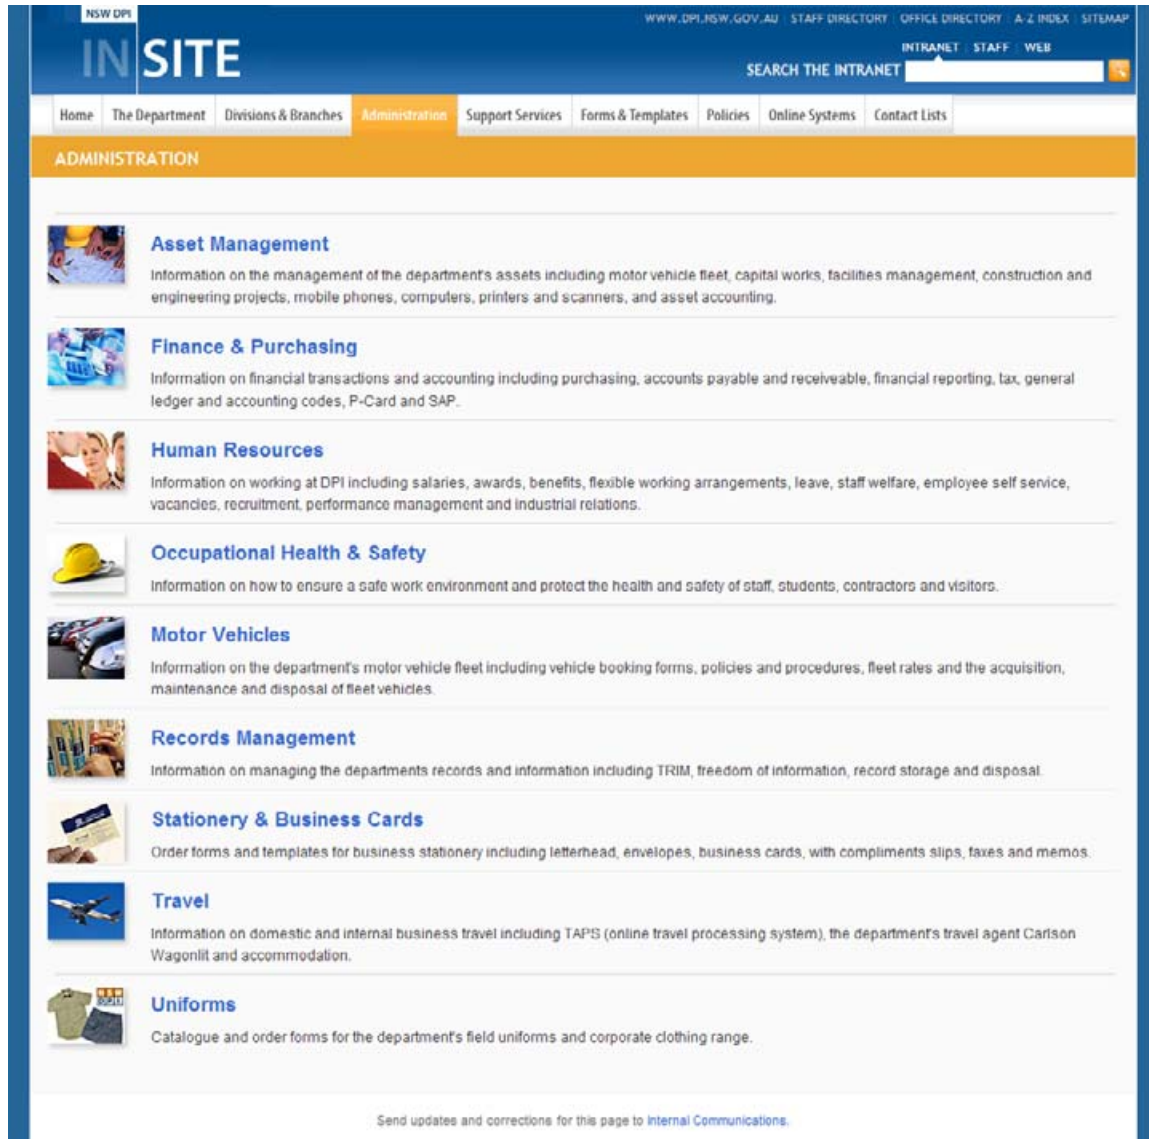 NSW DPI
INSITE
WWW.DPI.NSW.GOV.AU STAFF DIRECTORY OFFICE DIRECTORY A-Z INDEX SITEMAP
INTRANET STAFF WEB
SEARCH THE INTRANET
Home The Department Divisions & Branches Administration Support Services Forms & Templates Policies Online Systems Contact Lists
ADMINISTRATION
Asset Management
Information on the management of the department's assets including motor vehicle fleet, capital works, facilities management, construction and
engineering projects, mobile phones, computers, printers and scanners, and asset accounting.
Finance & Purchasing
Information on financial transactions and accounting including purchasing, accounts payable and receiveable, financial reporting, tax, general
ledger and accounting codes, P-Card and SAP.
Human Resources
Information on working at DPI including salaries, awards, benefits, flexible working arrangements, leave, staff welfare, employee self service,
vacancies, recruitment, performance management and industrial relations.
Occupational Health & Safety
Information on how to ensure a safe work environment and protect the health and safety of staff, students, contractors and visitors.
Motor Vehicles
Information on the department's motor vehicle fleet including vehicle booking forms, policies and procedures, fleet rates and the acquisition,
maintenance and disposal of fleet vehicles.
Records Management
Information on managing the departments records and information including TRIM, freedom of information, record storage and disposal.
Stationery & Business Cards
Order forms and templates for business stationery including letterhead, envelopes, business cards, with compliments slips, faxes and memos.
Travel
Information on domestic and internal business travel including TAPS (online travel processing system), the department's travel agent Carlson
Wagonlit and accommodation.
Uniforms
Catalogue and order forms for the department's field uniforms and corporate clothing range.
Send updates and corrections for this page to Internal Communications.